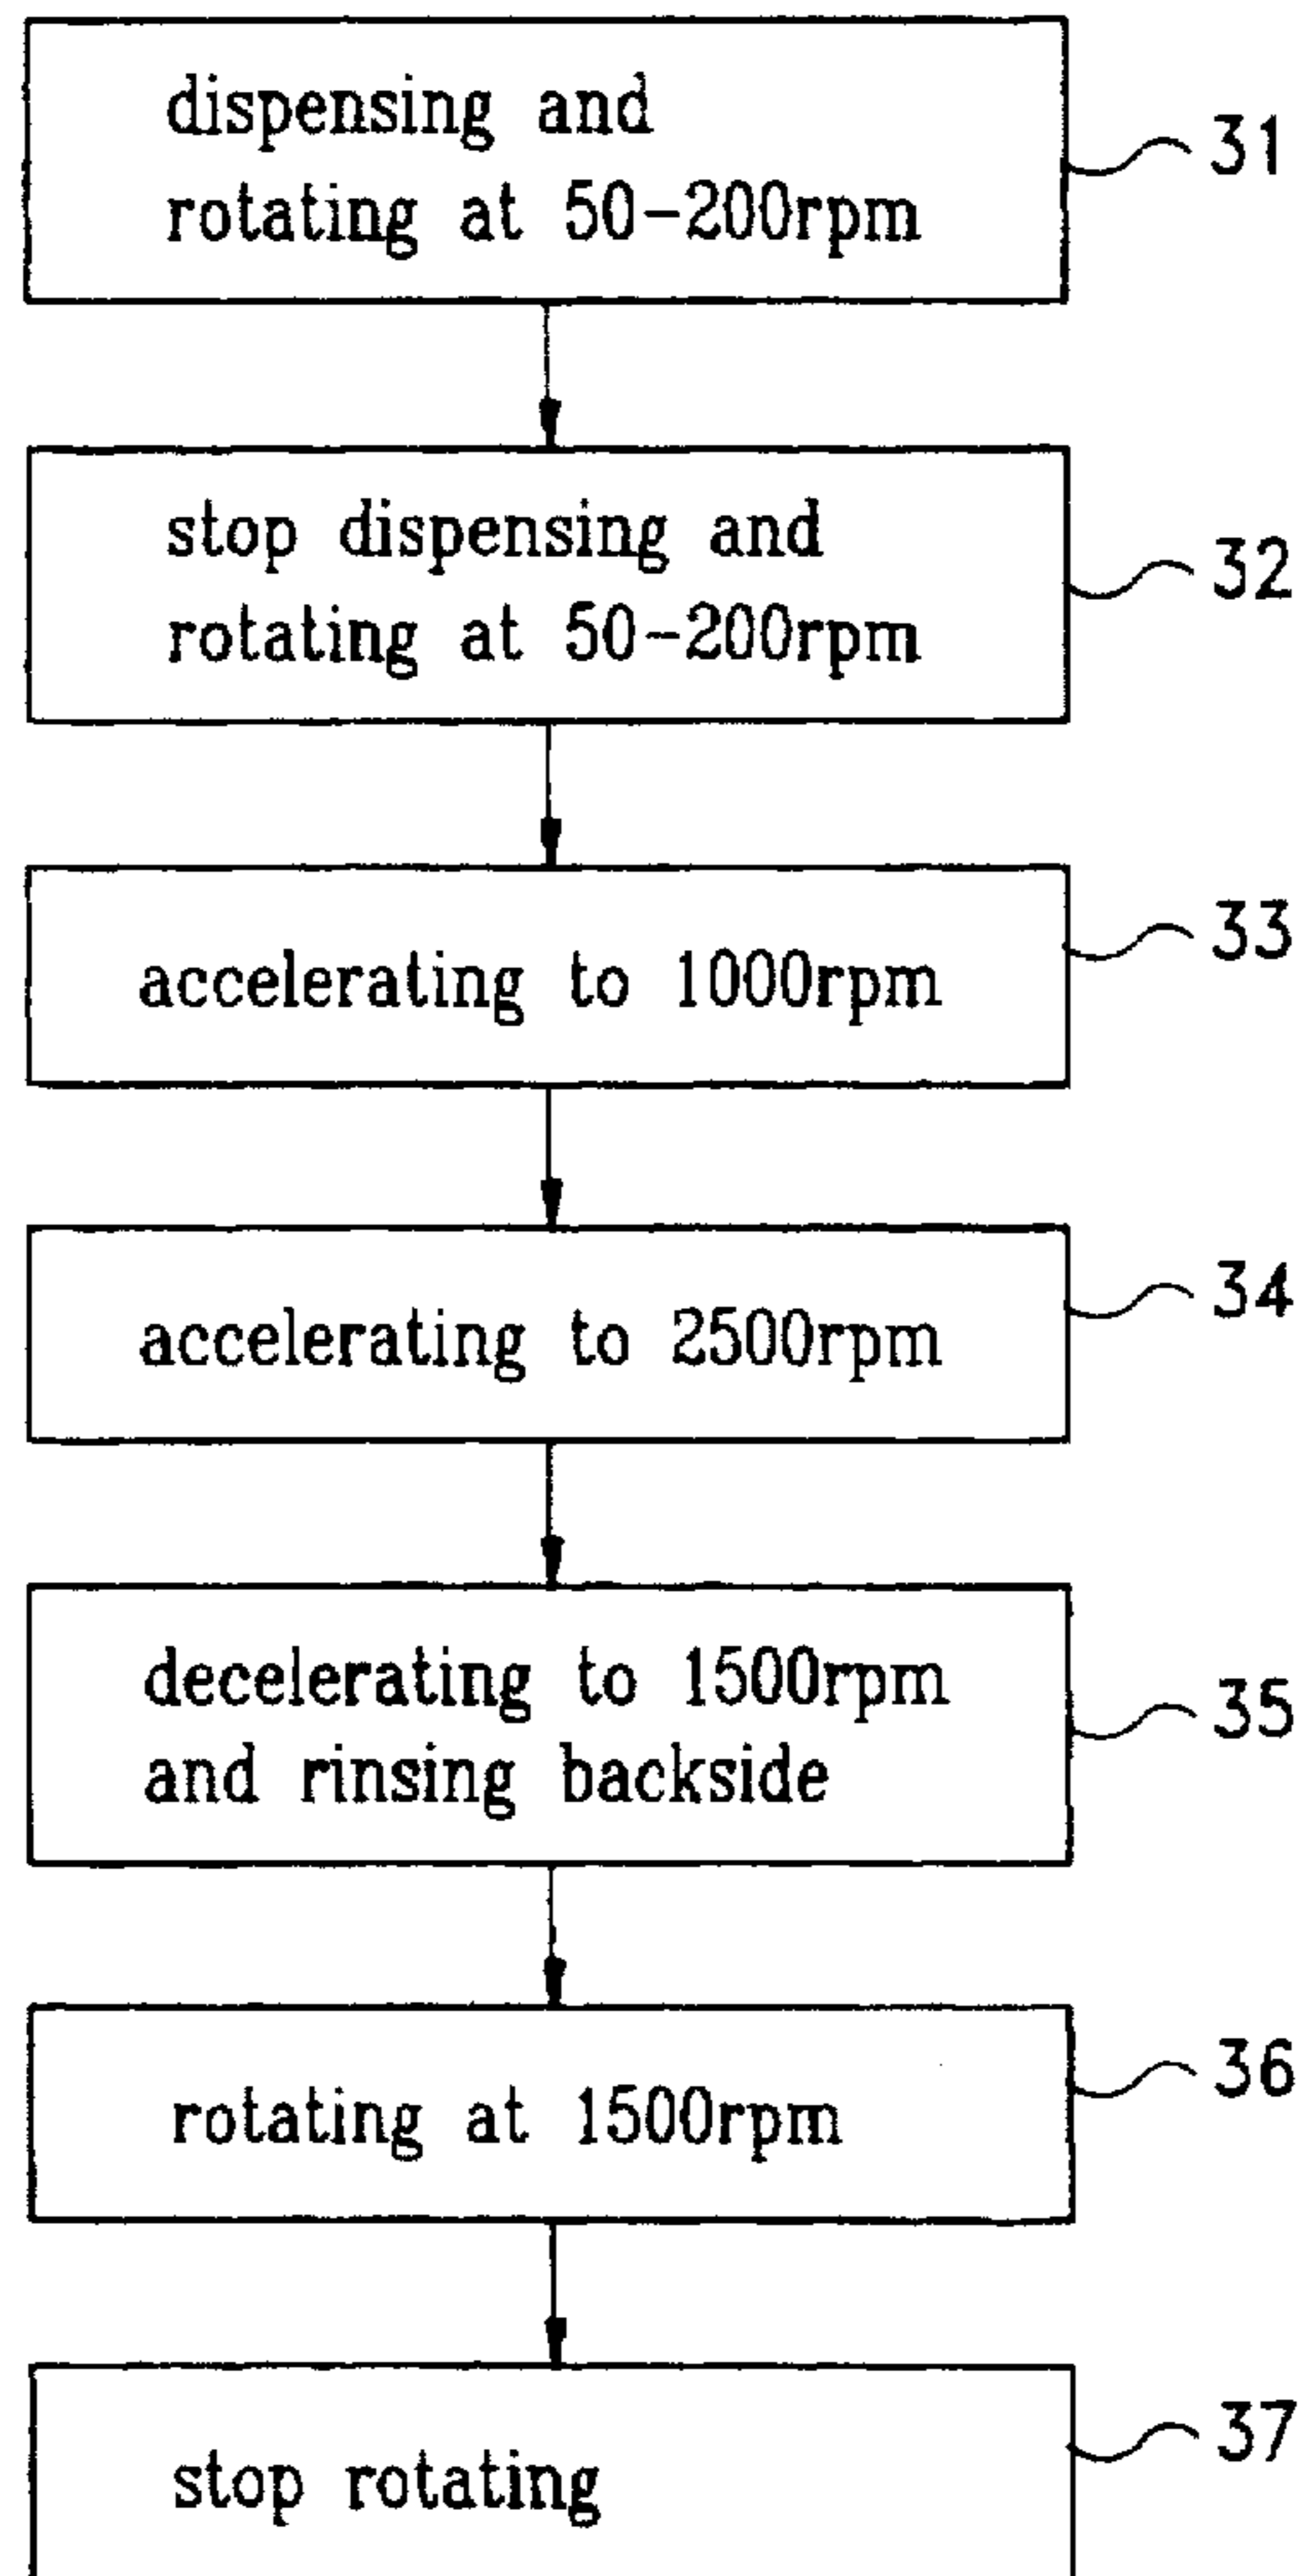 dispensing and
rotating at 50-200rpm
31
stop dispensing and
rotating at 50-200rpm
32
accelerating to 1000rpm
33
accelerating to 2500rpm
34
decelerating to 1500rpm
and rinsing backside
35
rotating at 1500rpm
36
stop rotating
37